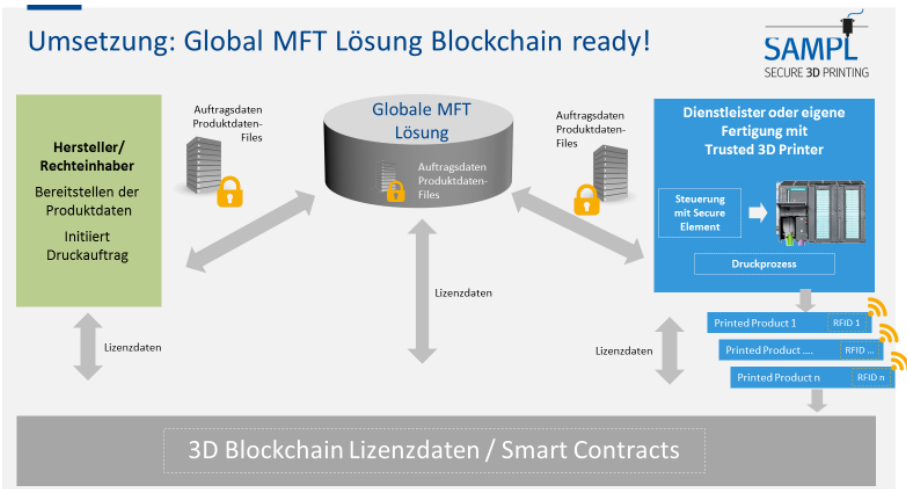 Umsetzung: Global MFT Lösung Blockchain ready!
SAMPL
SECURE 3D PRINTING
Hersteller/
Rechteinhaber
Bereitstellen der
Produktdaten
Initiiert
Druckauftrag
Auftragsdaten
Produktdaten-
Files
Globale MFT
Lösung
Auftragsdaten
Produktdaten-
Files
Auftragsdaten
Produktdaten-
Files
Dienstleister oder eigene
Fertigung mit
Trusted 3D Printer
Steuerung
mit Secure
Element
Druckprozess
Lizenzdaten
Lizenzdaten
Lizenzdaten
Printed Product 1 RFID 1
Printed Product .... RFID ...
Printed Product n RFID n
3D Blockchain Lizenzdaten / Smart Contracts